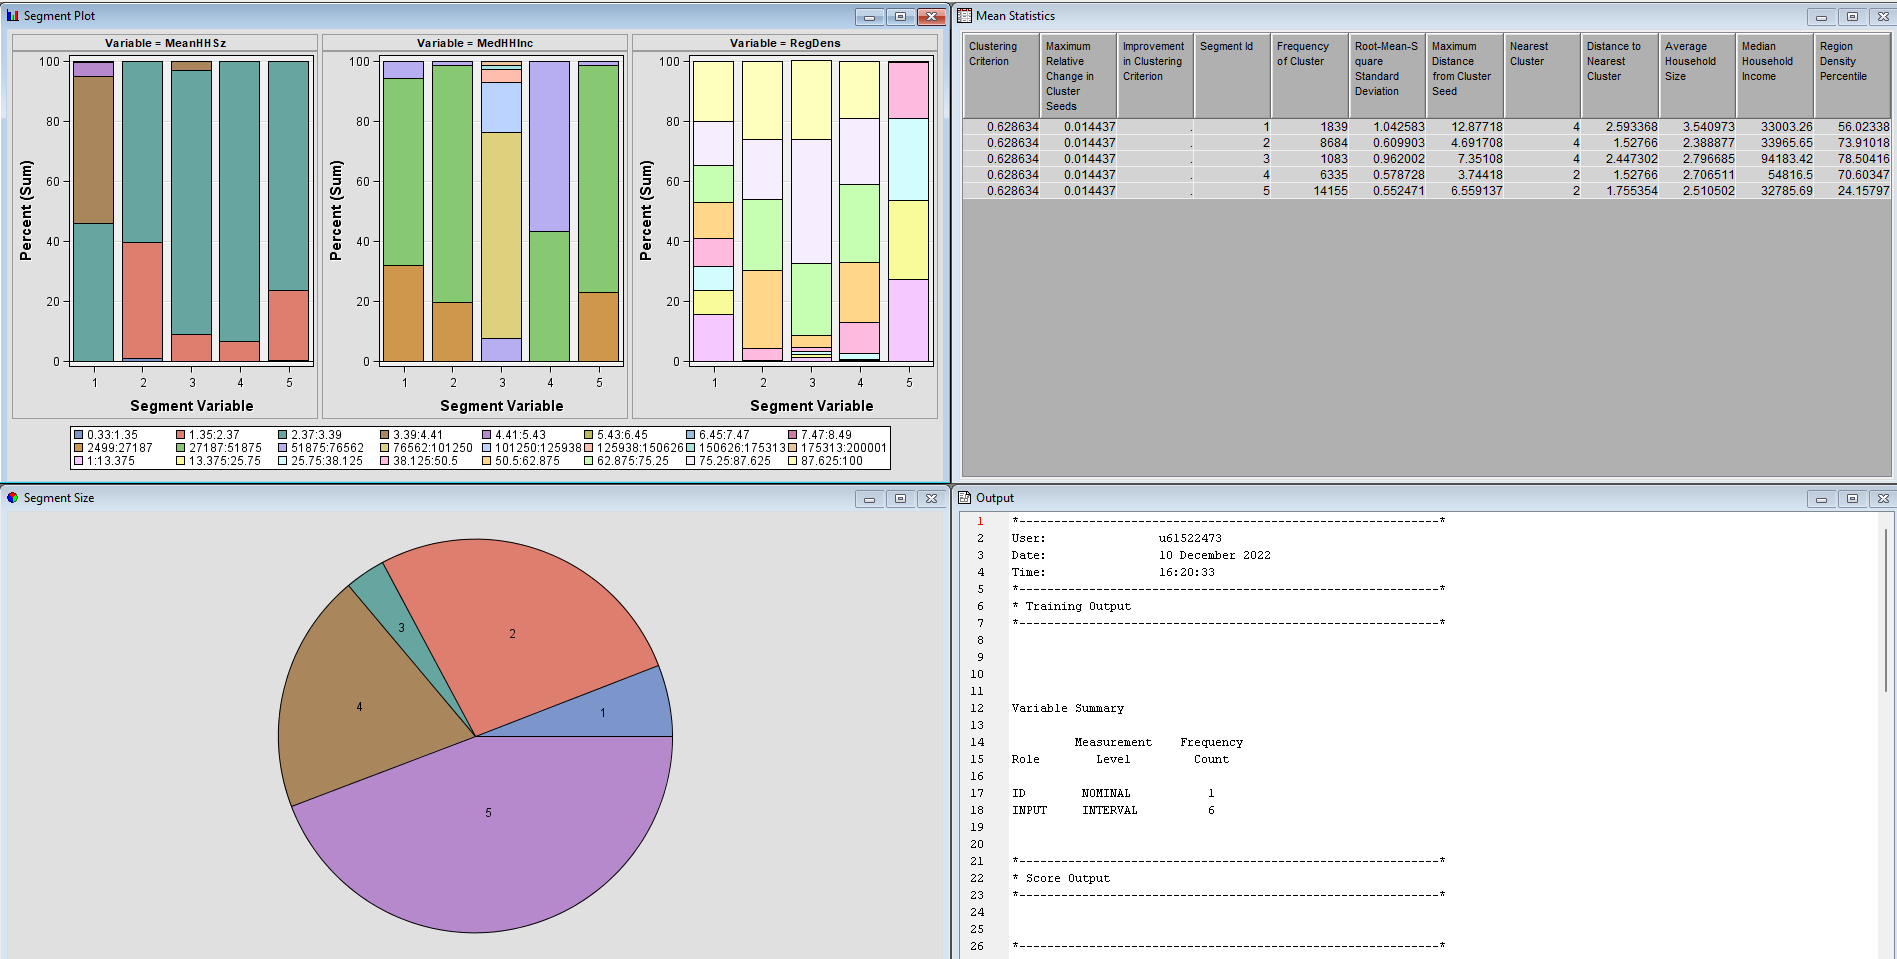 Segment Plot
Variable = MeanHHSz
Variable = MedHHInc
Variable = RegDens
Percent (Sum)
100
80
60
40
20
0
1 2 3 4 5
Segment Variable
Percent (Sum)
100
80
60
40
20
0
1 2 3 4 5
Segment Variable
Percent (Sum)
100
80
60
40
20
0
1 2 3 4 5
Segment Variable
0.33:1.35 1.35:2.37 2.37:3.39 3.39:4.41 4.41:5.43 5.43:6.45 6.45:7.47 7.47:8.49
2499:27187 27187:51875 51875:76562 76562:101250 101250:125938 125938:150626 150626:175313 175313:200001
1:13.375 13.375:25.75 25.75:38.125 38.125:50.5 50.5:62.875 62.875:75.25 75.25:87.625 87.625:100
Mean Statistics
Clustering Criterion Maximum Relative Change in Cluster Seeds Improvement in Clustering Criterion Segment Id Frequency of Cluster Root-Mean-Square Standard Deviation Maximum Distance from Cluster Seed Nearest Cluster Distance to Nearest Cluster Average Household Size Median Household Income Region Density Percentile
0.628634 0.014437 . 1 1839 1.042583 12.87718 4 2.593368 3.540973 33003.26 56.02338
0.628634 0.014437 . 2 8684 0.609903 4.691708 4 1.52766 2.388877 33965.65 73.91018
0.628634 0.014437 . 3 1083 0.962002 7.35108 4 2.447302 2.796685 94183.42 78.50416
0.628634 0.014437 . 4 6335 0.578728 3.74418 2 1.52766 2.706511 54816.5 70.60347
0.628634 0.014437 . 5 14155 0.552471 6.559137 2 1.755354 2.510502 32785.69 24.15797
Segment Size
1
2
3
4
5
Output
1 *------------------------------------------------------------*
2 User: u61522473
3 Date: 10 December 2022
4 Time: 16:20:33
5 *------------------------------------------------------------*
6 * Training Output
7 *------------------------------------------------------------*
8
9
10
11
12 Variable Summary
13
14 Measurement Frequency
15 Role Level Count
16
17 ID NOMINAL 1
18 INPUT INTERVAL 6
19
20
21 *------------------------------------------------------------*
22 * Score Output
23 *------------------------------------------------------------*
24
25
26 *------------------------------------------------------------*